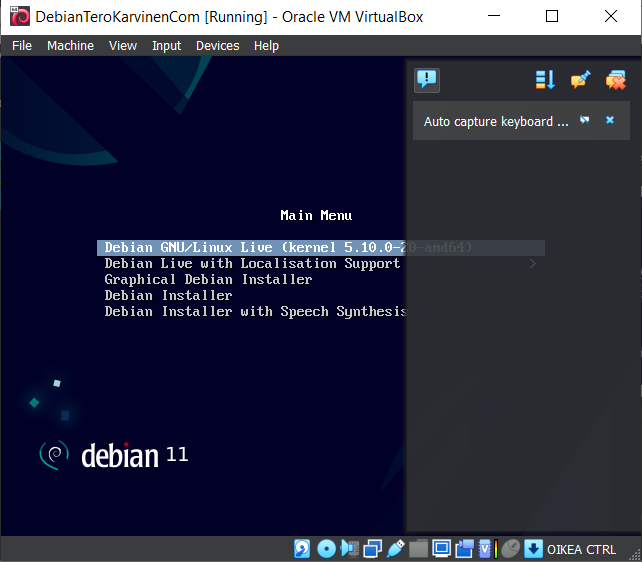 DebianTeroKarvinenCom [Running] - Oracle VM VirtualBox
File Machine View Input Devices Help
Auto capture keyboard ...
Main Menu
Debian GNU/Linux Live (kernel 5.10.0-20-amd64)
Debian Live with Localisation Support
Graphical Debian Installer
Debian Installer
Debian Installer with Speech Synthesis
debian 11
OIKEA CTRL